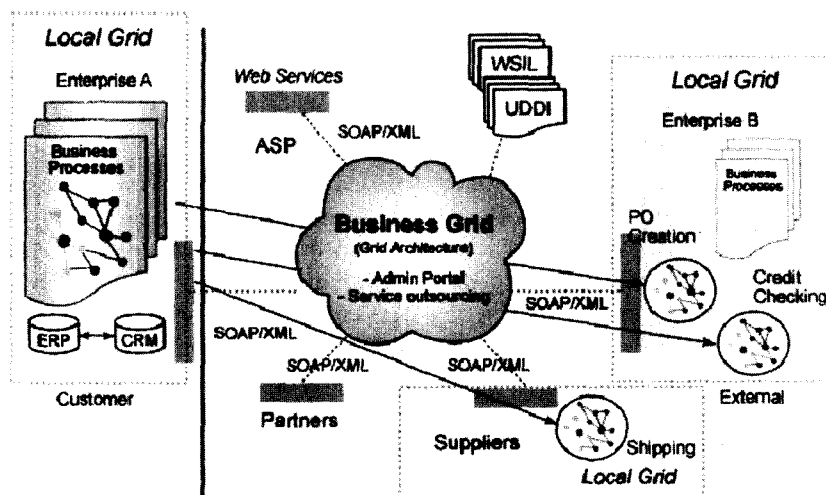 Local Grid
Enterprise A
Business
Processes
ERP
CRM
Customer
Web Services
ASP
SOAP/XML
WSIL
UDDI
Business Grid
(Grid Architecture)
- Admin Portal
- Service outsourcing
SOAP/XML
SOAP/XML
SOAP/XML
SOAP/XML
Partners
Suppliers
Shipping
Local Grid
Local Grid
Enterprise B
Business
Processes
PO
Creation
Credit
Checking
External